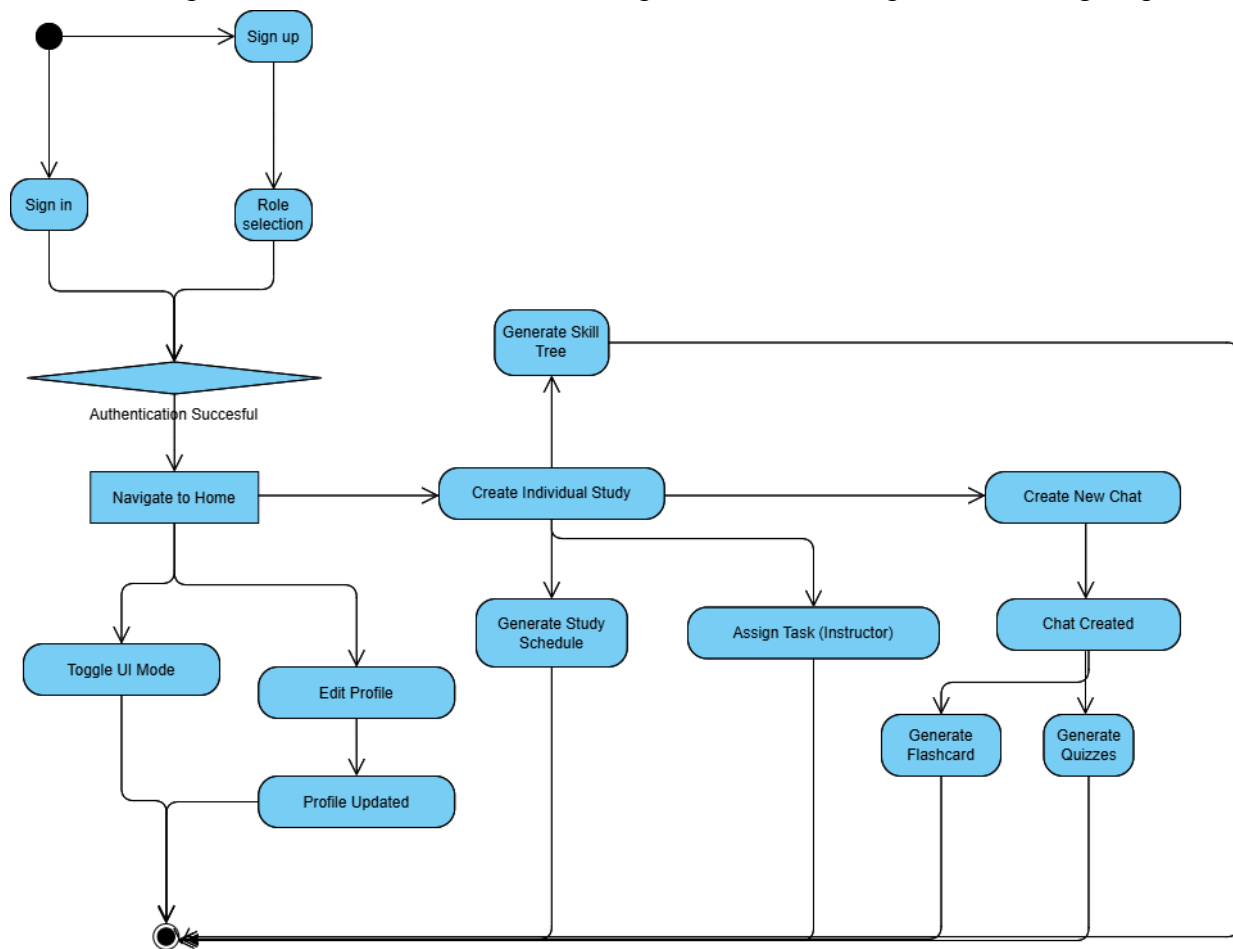 Sign up
Sign in
Role
selection
Generate Skill
Tree
Authentication Succesful
Navigate to Home
Create Individual Study
Create New Chat
Generate Study
Schedule
Assign Task (Instructor)
Chat Created
Toggle UI Mode
Edit Profile
Generate
Flashcard
Generate
Quizzes
Profile Updated